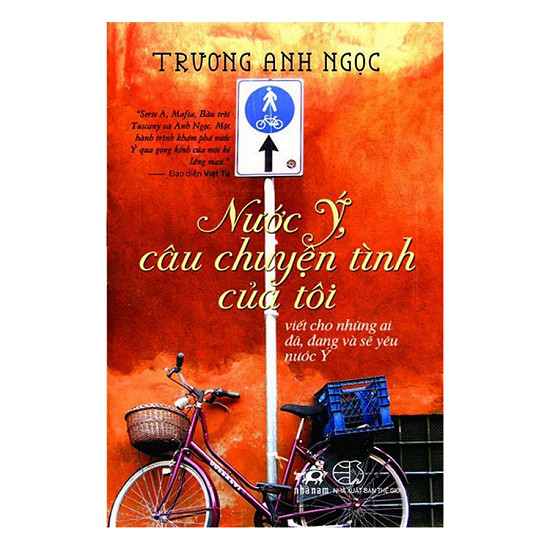 TRƯƠNG ANH NGỌC
"Serie A, Mafia, Bầu trời
Tuscany và Anh Ngọc. Một
hành trình khám phá nước
Ý qua gọng kính của một kẻ
lãng mạn."
— Đạo diễn Việt Tú
Nước Ý,
câu chuyện tình
của tôi
viết cho những ai
đã, đang và sẽ yêu
nước Ý
nhã nam
NHÀ XUẤT BẢN THẾ GIỚI